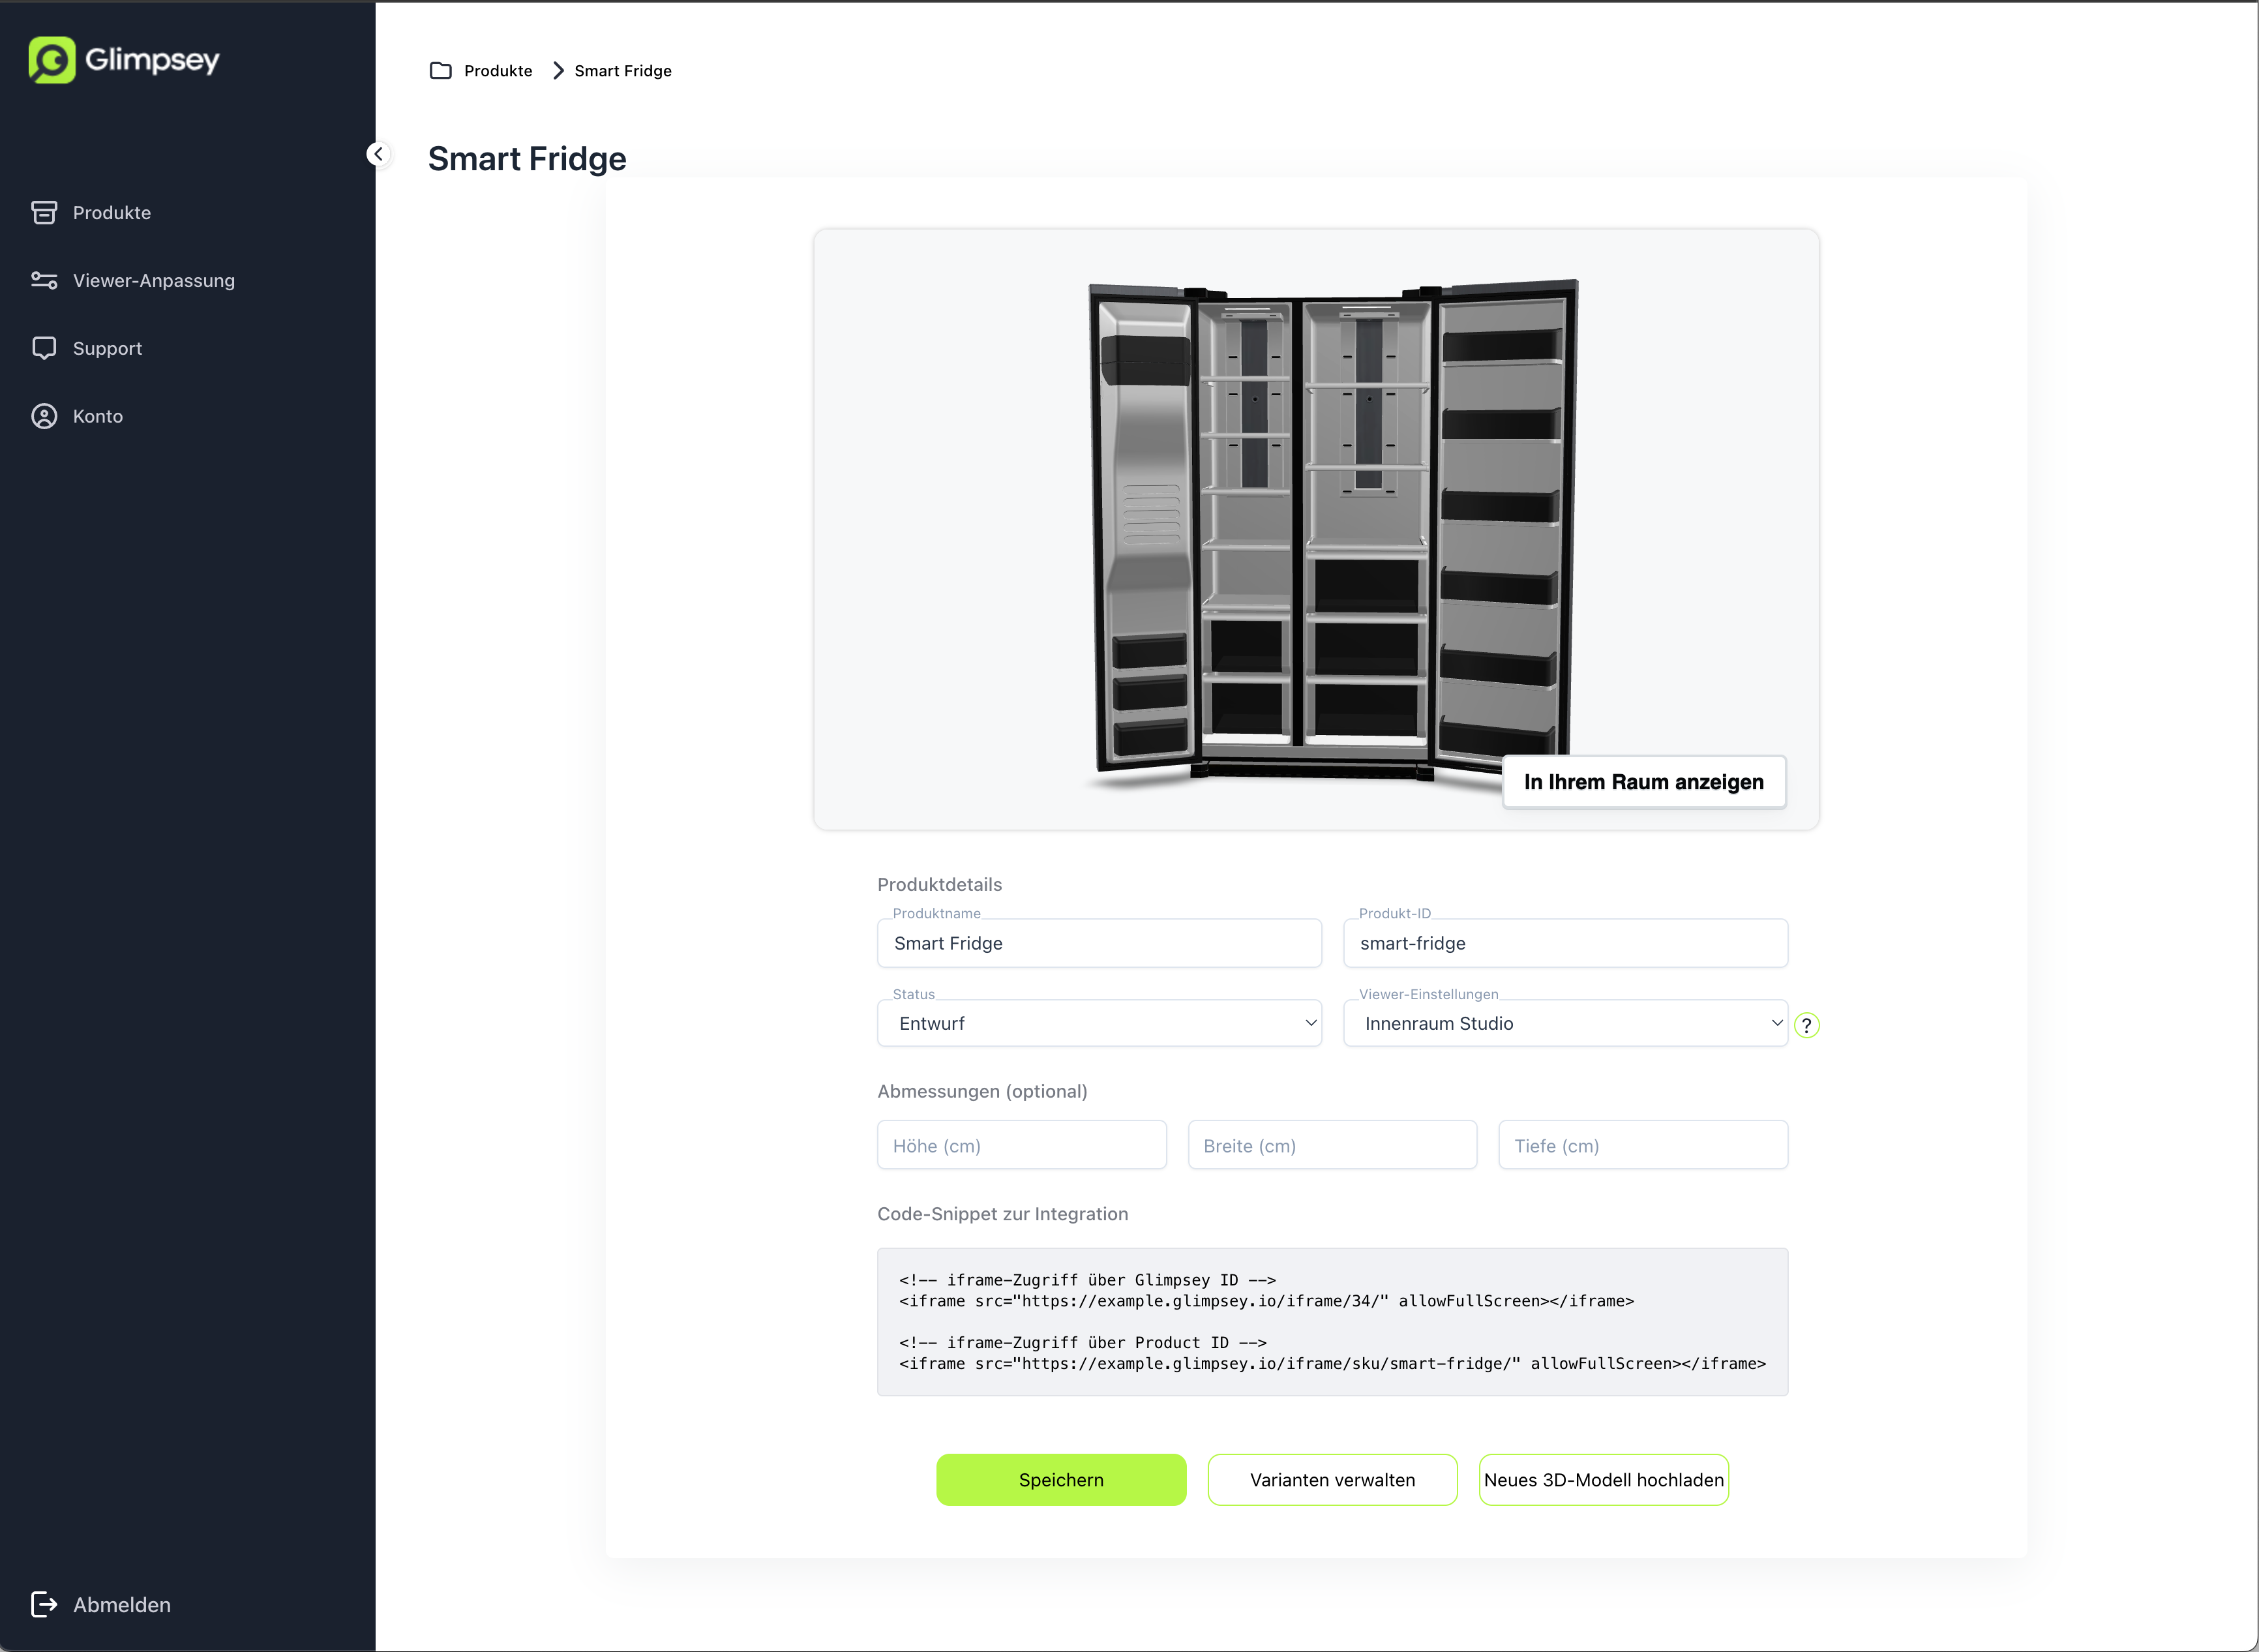 Glimpsey
Produkte
Viewer-Anpassung
Support
Konto
Abmelden
Produkte
Smart Fridge
Smart Fridge
In Ihrem Raum anzeigen
Produktdetails
Produktname
Smart Fridge
Produkt-ID
smart-fridge
Status
Entwurf
Viewer-Einstellungen
Innenraum Studio
?
Abmessungen (optional)
Höhe (cm)
Breite (cm)
Tiefe (cm)
Code-Snippet zur Integration
<!-- iframe-Zugriff über Glimpsey ID -->
<iframe src="https://example.glimpsey.io/iframe/34/" allowFullScreen></iframe>
<!-- iframe-Zugriff über Product ID -->
<iframe src="https://example.glimpsey.io/iframe/sku/smart-fridge/" allowFullScreen></iframe>
Speichern
Varianten verwalten
Neues 3D-Modell hochladen